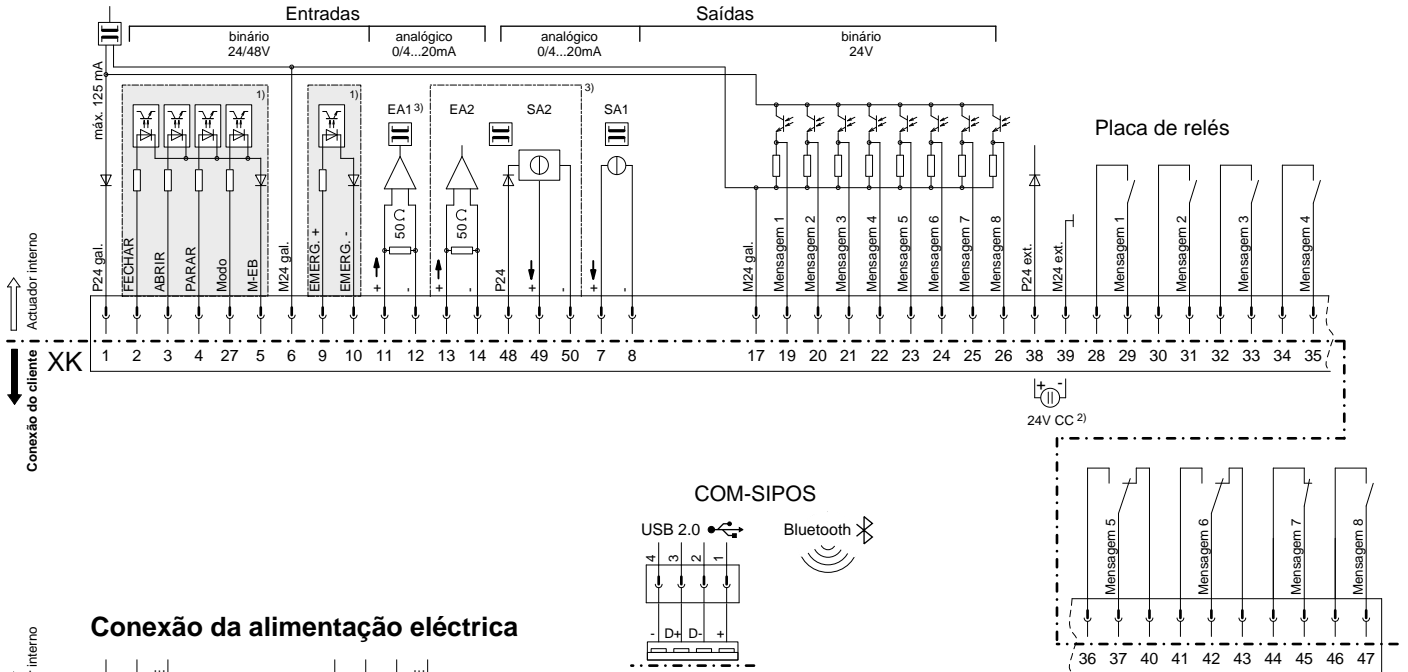 Entradas
Saídas
binário
24/48V
analógico
0/4...20mA
analógico
0/4...20mA
binário
24V
máx. 125 mA
1)
1)
EA1 3)
EA2
SA2
3)
SA1
Placa de relés
50 Ω
50 Ω
P24 gal.
FECHAR
ABRIR
PARAR
Modo
M-EB
M24 gal.
EMERG. +
EMERG. -
+ -
+ -
P24
+ -
+ -
M24 gal.
Mensagem 1
Mensagem 2
Mensagem 3
Mensagem 4
Mensagem 5
Mensagem 6
Mensagem 7
Mensagem 8
P24 ext.
M24 ext.
Mensagem 1
Mensagem 2
Mensagem 3
Mensagem 4
Actuador interno
Conexão do cliente
XK 1 2 3 4 27 5 6 9 10 11 12 13 14 48 49 50 7 8 17 19 20 21 22 23 24 25 26 38 39 28 29 30 31 32 33 34 35
+ -
24V CC 2)
COM-SIPOS
USB 2.0
Bluetooth
4 3 2 1
- D+ D- +
Mensagem 5
Mensagem 6
Mensagem 7
Mensagem 8
36 37 40 41 42 43 44 45 46 47
Conexão da alimentação eléctrica
interno